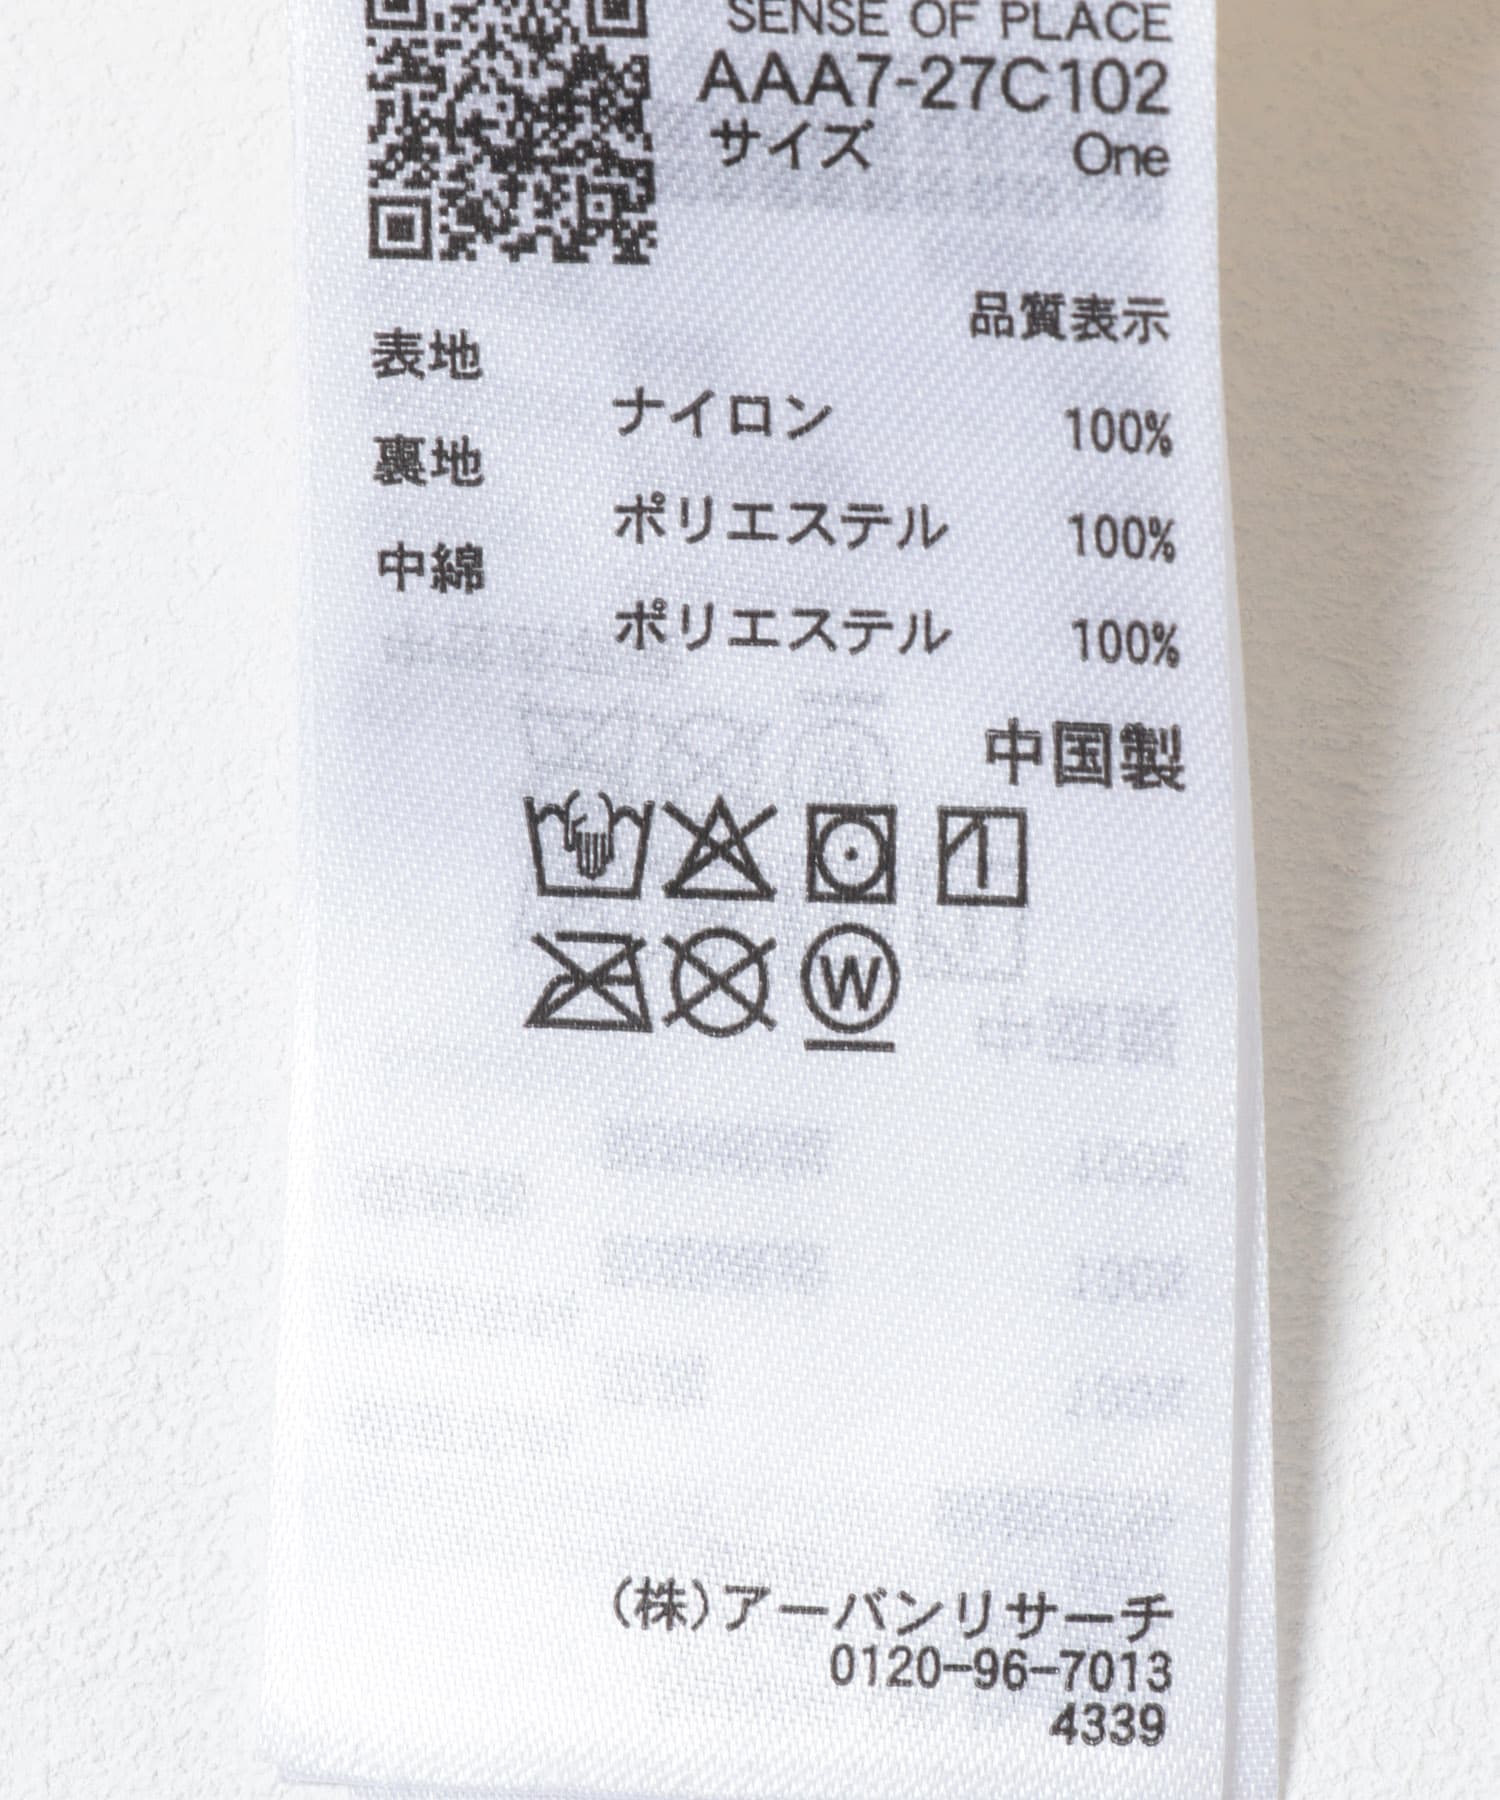 SENSE OF PLACE
AAA7-27C102
サイズ One
品質表示
表地
ナイロン 100%
裏地
ポリエステル 100%
中綿
ポリエステル 100%
中国製
W
(株)アーバンリサーチ
0120-96-7013
4339